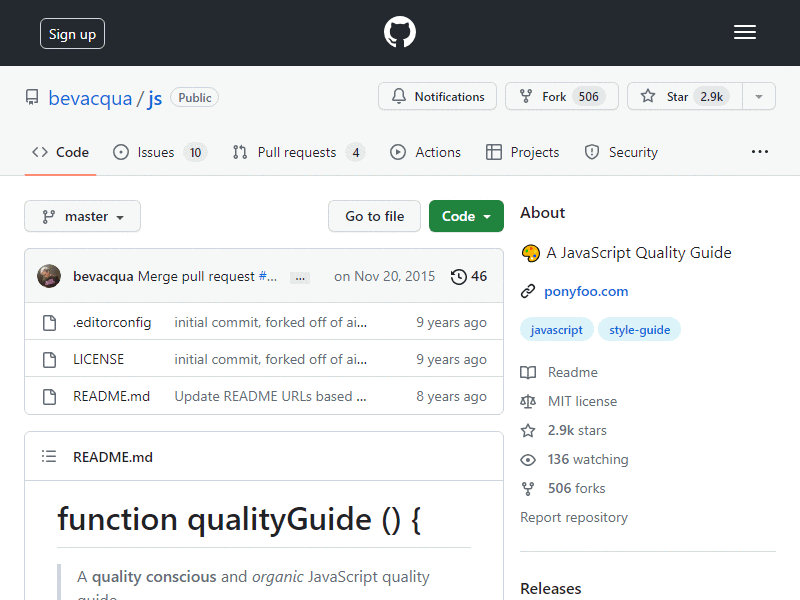 Sign up
bevacqua / js Public
Notifications Fork 506 Star 2.9k
Code Issues 10 Pull requests 4 Actions Projects Security ...
master Go to file Code
bevacqua Merge pull request #... ... on Nov 20, 2015 46
.editorconfig initial commit, forked off of ai... 9 years ago
LICENSE initial commit, forked off of ai... 9 years ago
README.md Update README URLs based ... 8 years ago
README.md
function qualityGuide () {
A quality conscious and organic JavaScript quality
guide
About
A JavaScript Quality Guide
ponyfoo.com
javascript style-guide
Readme
MIT license
2.9k stars
136 watching
506 forks
Report repository
Releases